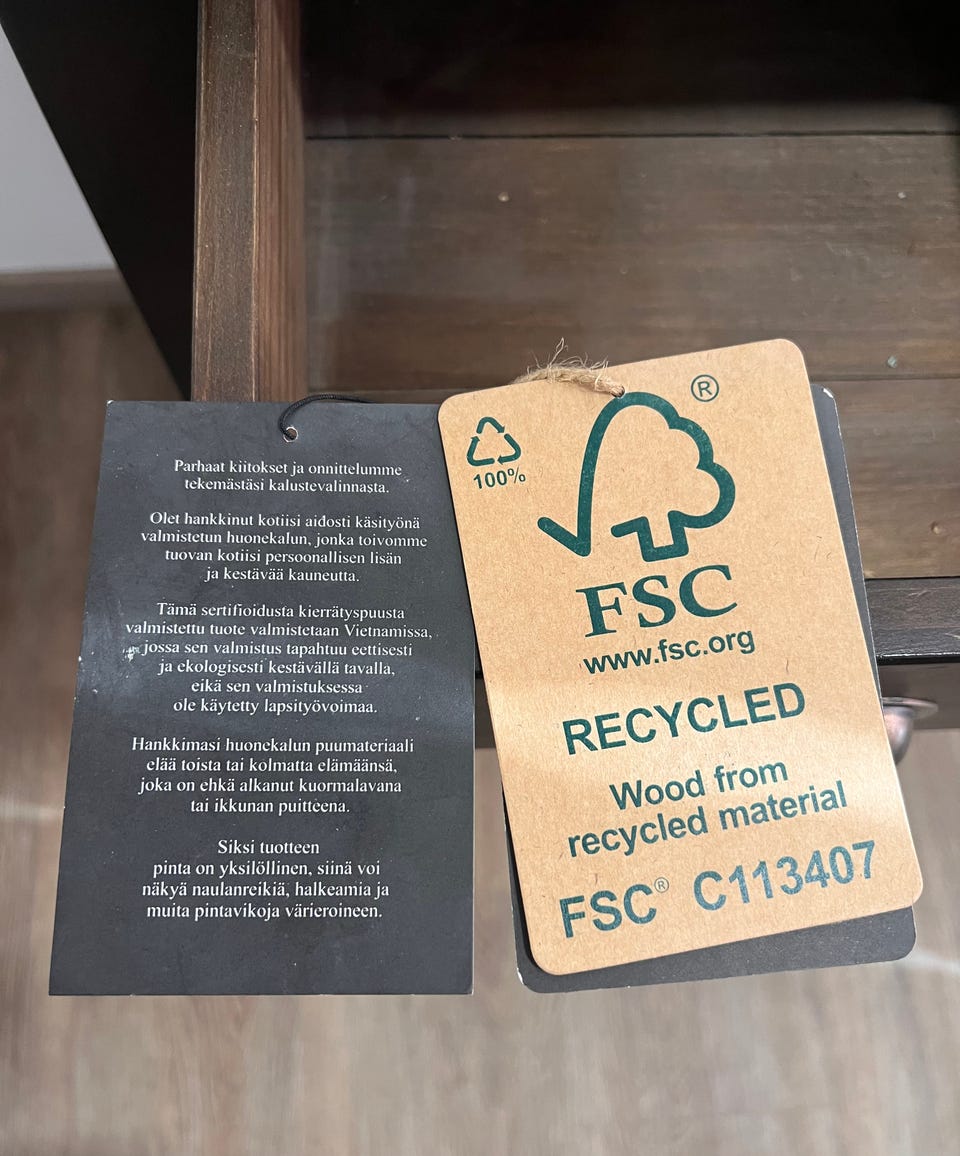 Parhaat kiitokset ja onnittelumme
tekemästäsi kalustevalinnasta.
Olet hankkinut kotiisi aidosti käsityönä
valmistetun huonekalun, jonka toivomme
tuovan kotiisi persoonallisen lisän
ja kestävää kauneutta.
Tämä sertifioidusta kierrätyspuusta
valmistettu tuote valmistetaan Vietnamissa,
jossa sen valmistus tapahtuu eettisesti
ja ekologisesti kestävällä tavalla,
eikä sen valmistuksessa
ole käytetty lapsityövoimaa.
Hankkimasi huonekalun puumateriaali
elää toista tai kolmatta elämäänsä,
joka on ehkä alkanut kuormalavana
tai ikkunan puitteena.
Siksi tuotteen
pinta on yksilöllinen, siinä voi
näkyä naulanreikiä, halkeamia ja
muita pintavikoja värieroineen.
®
100%
FSC
www.fsc.org
RECYCLED
Wood from
recycled material
FSC® C113407